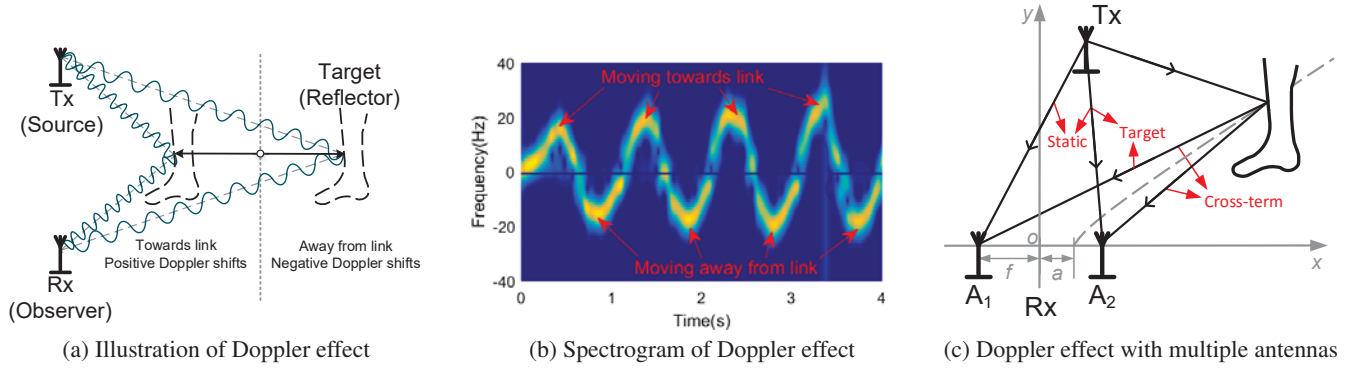 Tx
(Source)
Target
(Reflector)
Towards link
Positive Doppler shifts
Away from link
Negative Doppler shifts
Rx
(Observer)
(a) Illustration of Doppler effect
Moving towards link
Moving away from link
Frequency(Hz)
40
20
0
-20
-40
0
1
2
3
4
Time(s)
(b) Spectrogram of Doppler effect
y
Tx
Static
Target
Cross-term
o
x
f
a
A1
Rx
A2
(c) Doppler effect with multiple antennas